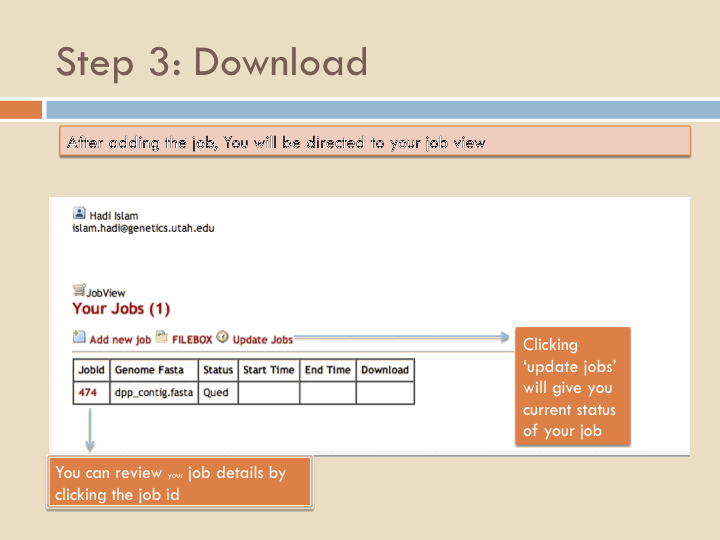 Step 3: Download
After adding the job, You will be directed to your job view
Hadi Islam
islam.hadi@genetics.utah.edu
JobView
Your Jobs (1)
Add new job FILEBOX Update Jobs
JobId Genome Fasta Status Start Time End Time Download
474 dpp_contig.fasta Qued
Clicking
‘update jobs’
will give you
current status
of your job
You can review your job details by
clicking the job id